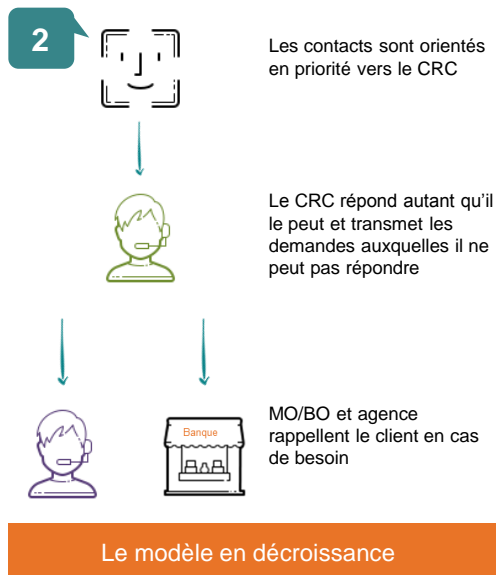 2
Les contacts sont orientés
en priorité vers le CRC
Le CRC répond autant qu'il
le peut et transmet les
demandes auxquelles il ne
peut pas répondre
Banque
MO/BO et agence
rappellent le client en cas
de besoin
Le modèle en décroissance